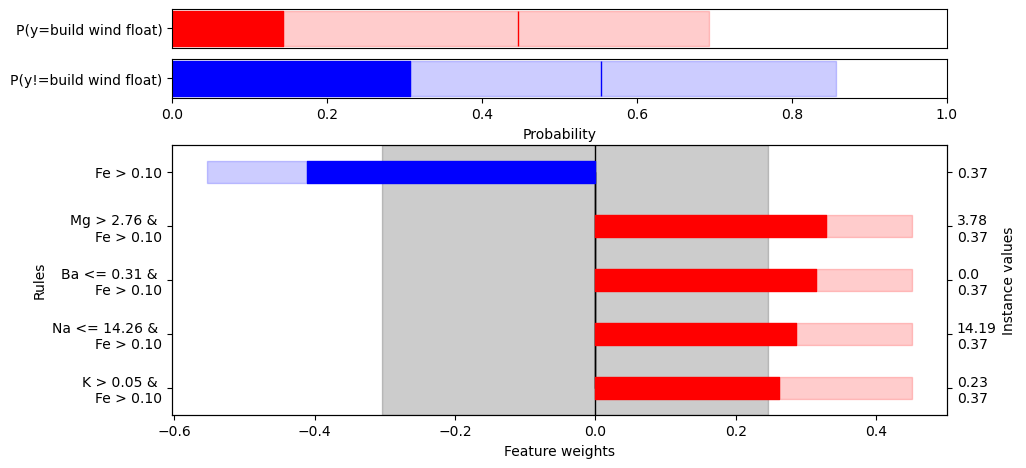 P(y=build wind float)
P(y!=build wind float)
0.0 0.2 0.4 0.6 0.8 1.0
Probability
Fe > 0.10 0.37
Mg > 2.76 & 3.78
Fe > 0.10 0.37
Ba <= 0.31 & 0.0
Fe > 0.10 0.37
Na <= 14.26 & 14.19
Fe > 0.10 0.37
K > 0.05 & 0.23
Fe > 0.10 0.37
Rules
Instance values
−0.6 −0.4 −0.2 0.0 0.2 0.4
Feature weights